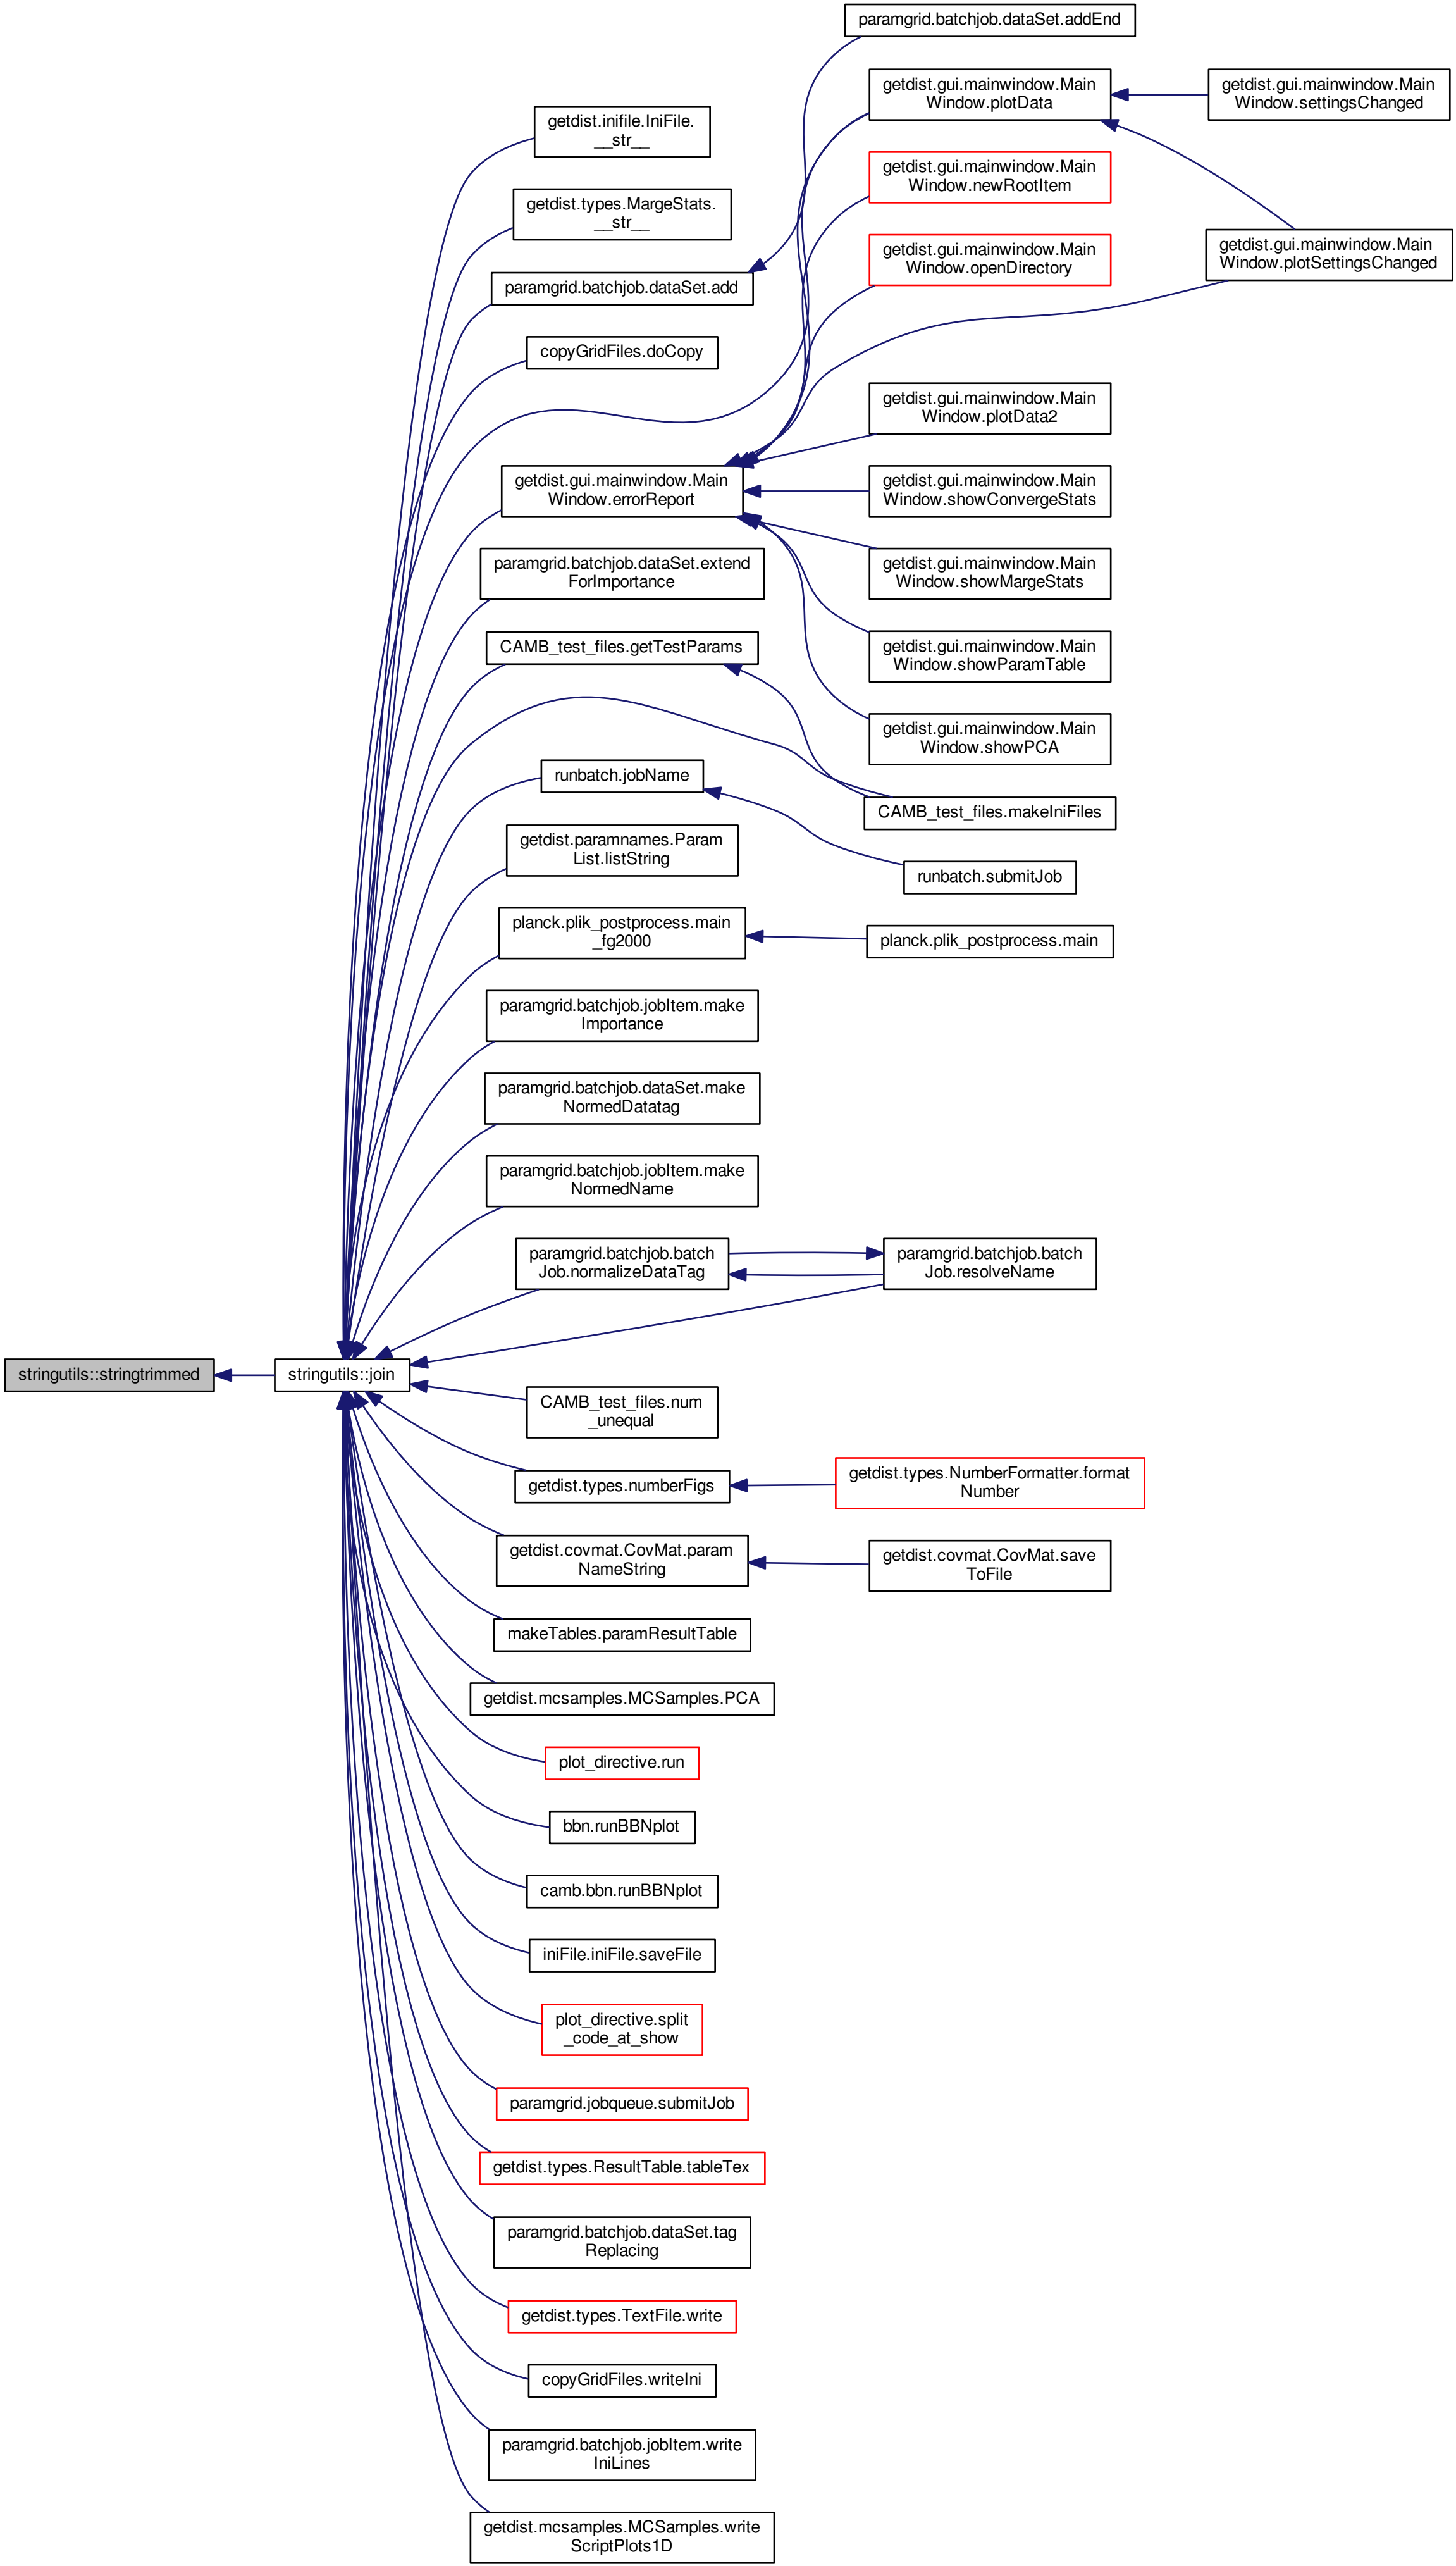 paramgrid.batchjob.dataSet.addEnd
getdist.gui.mainwindow.Main
Window.plotData
getdist.gui.mainwindow.Main
Window.settingsChanged
getdist.inifile.IniFile.
__str__
getdist.gui.mainwindow.Main
Window.newRootItem
getdist.types.MargeStats.
__str__
getdist.gui.mainwindow.Main
Window.openDirectory
getdist.gui.mainwindow.Main
Window.plotSettingsChanged
paramgrid.batchjob.dataSet.add
copyGridFiles.doCopy
getdist.gui.mainwindow.Main
Window.plotData2
getdist.gui.mainwindow.Main
Window.errorReport
getdist.gui.mainwindow.Main
Window.showConvergeStats
paramgrid.batchjob.dataSet.extend
ForImportance
getdist.gui.mainwindow.Main
Window.showMargeStats
CAMB_test_files.getTestParams
getdist.gui.mainwindow.Main
Window.showParamTable
getdist.gui.mainwindow.Main
Window.showPCA
runbatch.jobName
CAMB_test_files.makeIniFiles
getdist.paramnames.Param
List.listString
runbatch.submitJob
planck.plik_postprocess.main
_fg2000
planck.plik_postprocess.main
paramgrid.batchjob.jobItem.make
Importance
paramgrid.batchjob.dataSet.make
NormedDatatag
paramgrid.batchjob.jobItem.make
NormedName
paramgrid.batchjob.batch
Job.normalizeDataTag
paramgrid.batchjob.batch
Job.resolveName
stringutils::stringtrimmed
stringutils::join
CAMB_test_files.num
_unequal
getdist.types.numberFigs
getdist.types.NumberFormatter.format
Number
getdist.covmat.CovMat.param
NameString
getdist.covmat.CovMat.save
ToFile
makeTables.paramResultTable
getdist.mcsamples.MCSamples.PCA
plot_directive.run
bbn.runBBNplot
camb.bbn.runBBNplot
iniFile.iniFile.saveFile
plot_directive.split
_code_at_show
paramgrid.jobqueue.submitJob
getdist.types.ResultTable.tableTex
paramgrid.batchjob.dataSet.tag
Replacing
getdist.types.TextFile.write
copyGridFiles.writeIni
paramgrid.batchjob.jobItem.write
IniLines
getdist.mcsamples.MCSamples.write
ScriptPlots1D